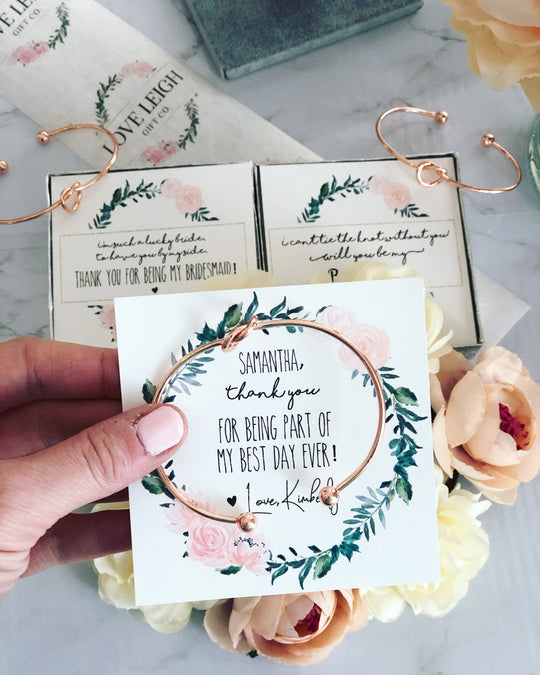 LOVE LEIGH
GIFT CO.
LOVE LEIGH
GIFT CO.
i'm such a lucky bride,
to have you by my side.
THANK YOU FOR BEING MY BRIDESMAID!
i can't tie the knot without you
will you be my
SAMANTHA,
thank you
FOR BEING PART OF
MY BEST DAY EVER!
Love, Kimberly